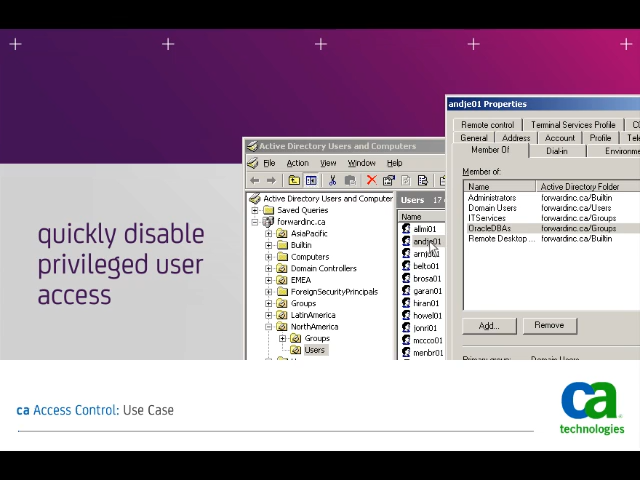 andje01 Properties
Remote control
Terminal Services Profile
General
Address
Account
Profile
Member Of
Dial-in
Member of:
Name
Active Directory Folder
Administrators
forwardinc.ca/Builtin
Domain Users
forwardinc.ca/Users
ITServices
forwardinc.ca/Groups
OracleDBAs
forwardinc.ca/Groups
Remote Desktop ...
forwardinc.ca/Builtin
Add...
Remove
Active Directory Users and Computers
File Action View Window Help
Active Directory Users and Computer
Saved Queries
forwardinc.ca
AsiaPacific
Builtin
Computers
Domain Controllers
EMEA
ForeignSecurityPrincipals
Groups
LatinAmerica
NorthAmerica
Groups
Users
Users
Name
allmi01
andje01
belto01
brosa01
garan01
hiran01
howel01
jonri01
mccco01
menbr01
quickly disable
privileged user
access
ca Access Control: Use Case
ca
technologies